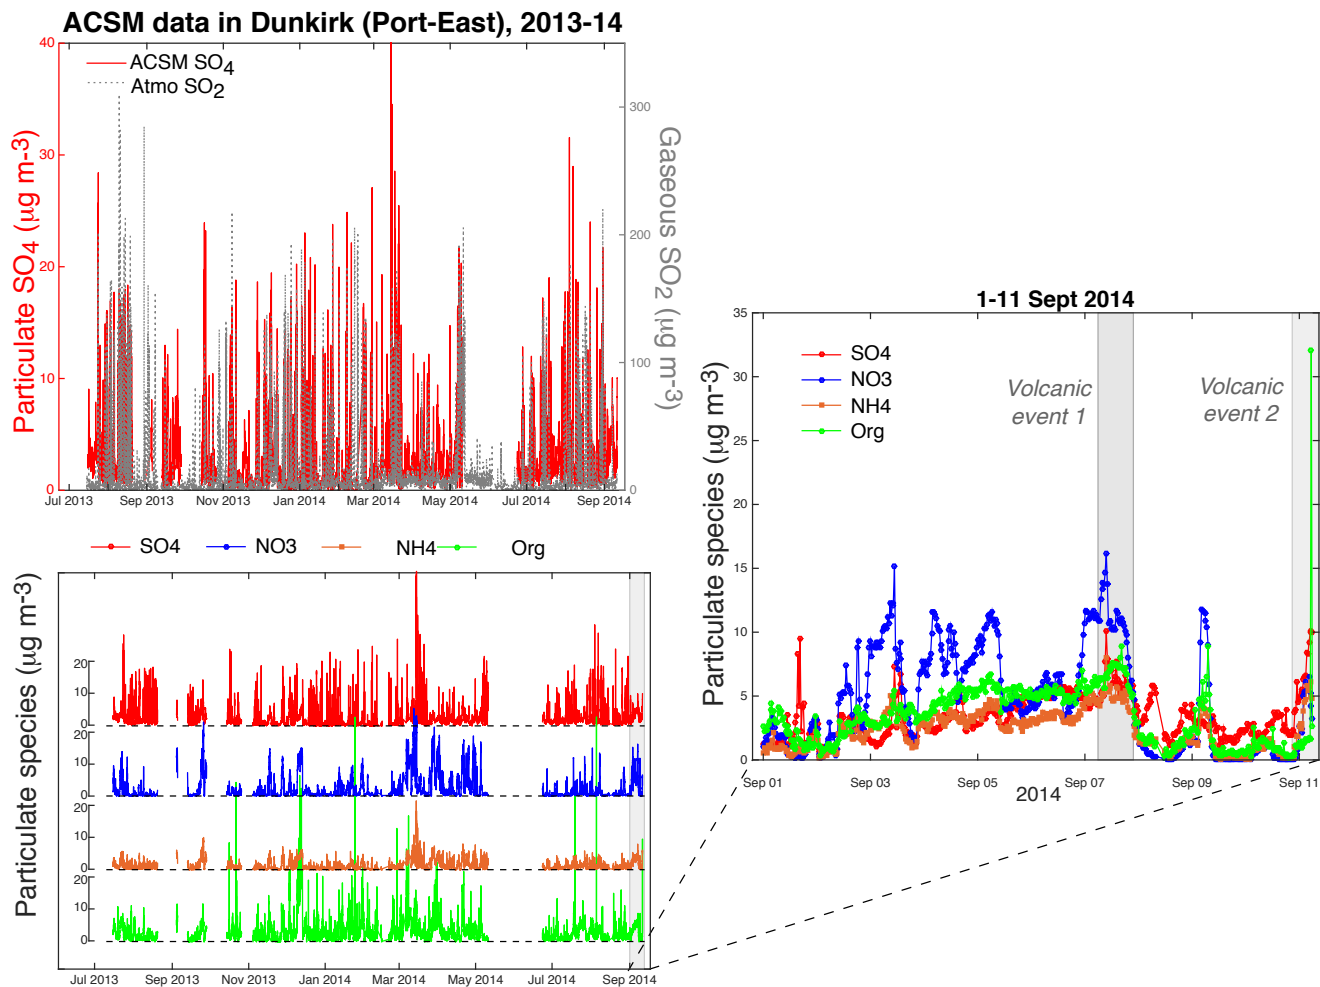 ACSM data in Dunkirk (Port-East), 2013-14
40
30
20
10
0
Particulate SO4 (μg m-3)
ACSM SO4
Atmo SO2
300
200
100
0
Gaseous SO2 (μg m-3)
Jul 2013 Sep 2013 Nov 2013 Jan 2014 Mar 2014 May 2014 Jul 2014 Sep 2014
SO4 NO3 NH4 Org
Particulate species (μg m-3)
20
10
0
20
10
0
20
10
0
20
10
0
Jul 2013 Sep 2013 Nov 2013 Jan 2014 Mar 2014 May 2014 Jul 2014 Sep 2014
1-11 Sept 2014
35
30
25
20
15
10
5
0
Particulate species (μg m-3)
SO4
NO3
NH4
Org
Volcanic
event 1
Volcanic
event 2
Sep 01 Sep 03 Sep 05 Sep 07 Sep 09 Sep 11
2014